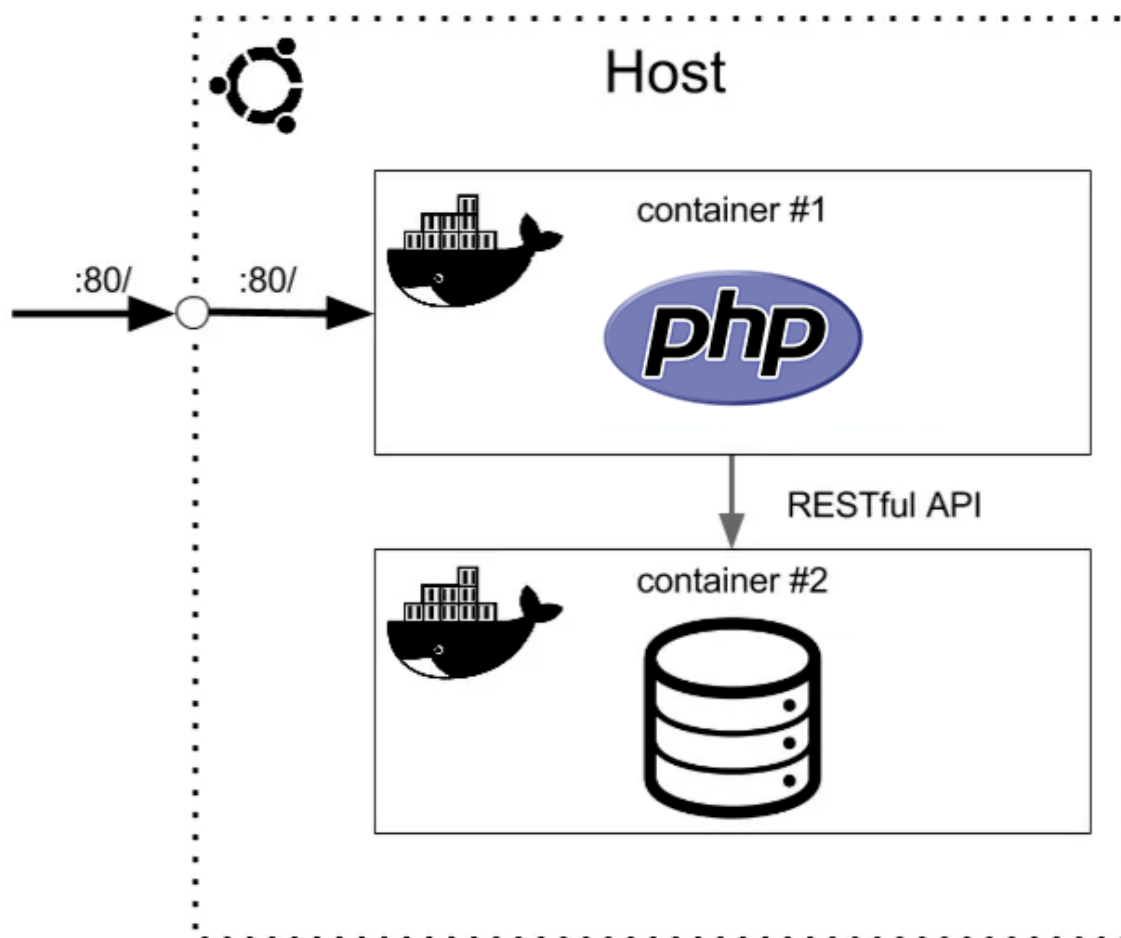 Host
container #1
:80/ :80/
php
RESTful API
container #2